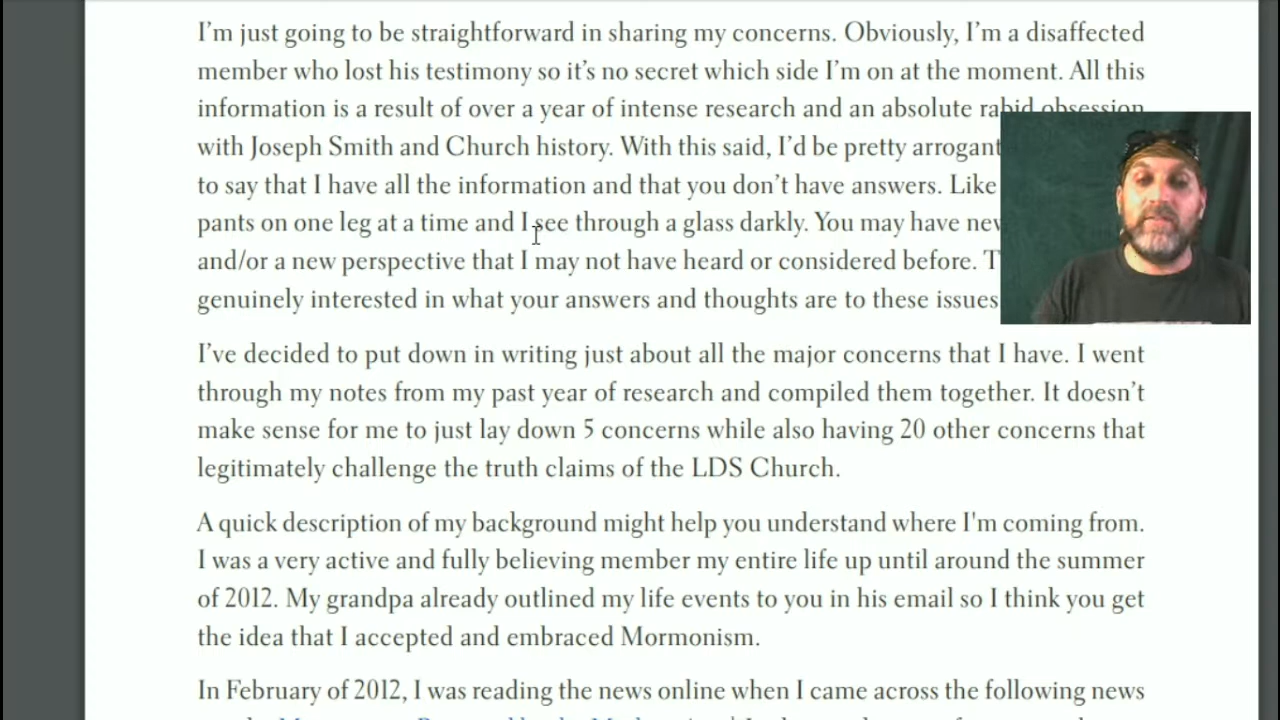 I’m just going to be straightforward in sharing my concerns. Obviously, I’m a disaffected
member who lost his testimony so it’s no secret which side I’m on at the moment. All this
information is a result of over a year of intense research and an absolute rabid obsession
with Joseph Smith and Church history. With this said, I’d be pretty arrogant
to say that I have all the information and that you don’t have answers. Like
pants on one leg at a time and I see through a glass darkly. You may have
and/or a new perspective that I may not have heard or considered before.
genuinely interested in what your answers and thoughts are to these issues
I’ve decided to put down in writing just about all the major concerns that I have. I went
through my notes from my past year of research and compiled them together. It doesn’t
make sense for me to just lay down 5 concerns while also having 20 other concerns that
legitimately challenge the truth claims of the LDS Church.
A quick description of my background might help you understand where I'm coming from.
I was a very active and fully believing member my entire life up until around the summer
of 2012. My grandpa already outlined my life events to you in his email so I think you get
the idea that I accepted and embraced Mormonism.
In February of 2012, I was reading the news online when I came across the following news